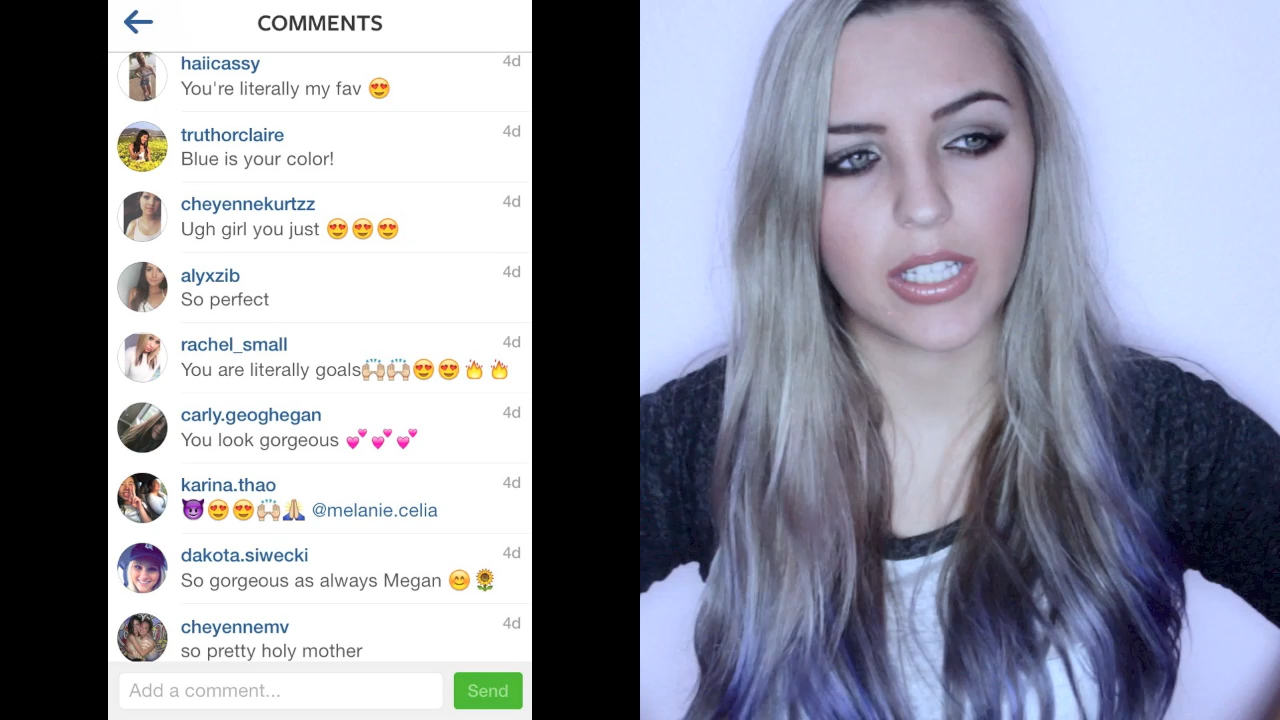 COMMENTS
haiicassy 4d
You're literally my fav 😍
truthorclaire 4d
Blue is your color!
cheyennekurtzz 4d
Ugh girl you just 😍😍😍
alyxzib 4d
So perfect
rachel_small 4d
You are literally goals🙌🏼🙌🏼😍😍🔥🔥
carly.geoghegan 4d
You look gorgeous 💕💕💕
karina.thao 4d
😈😍😍🙌🏼🙏🏼 @melanie.celia
dakota.siwecki 4d
So gorgeous as always Megan 😊🌻
cheyennemv 4d
so pretty holy mother
Add a comment... Send